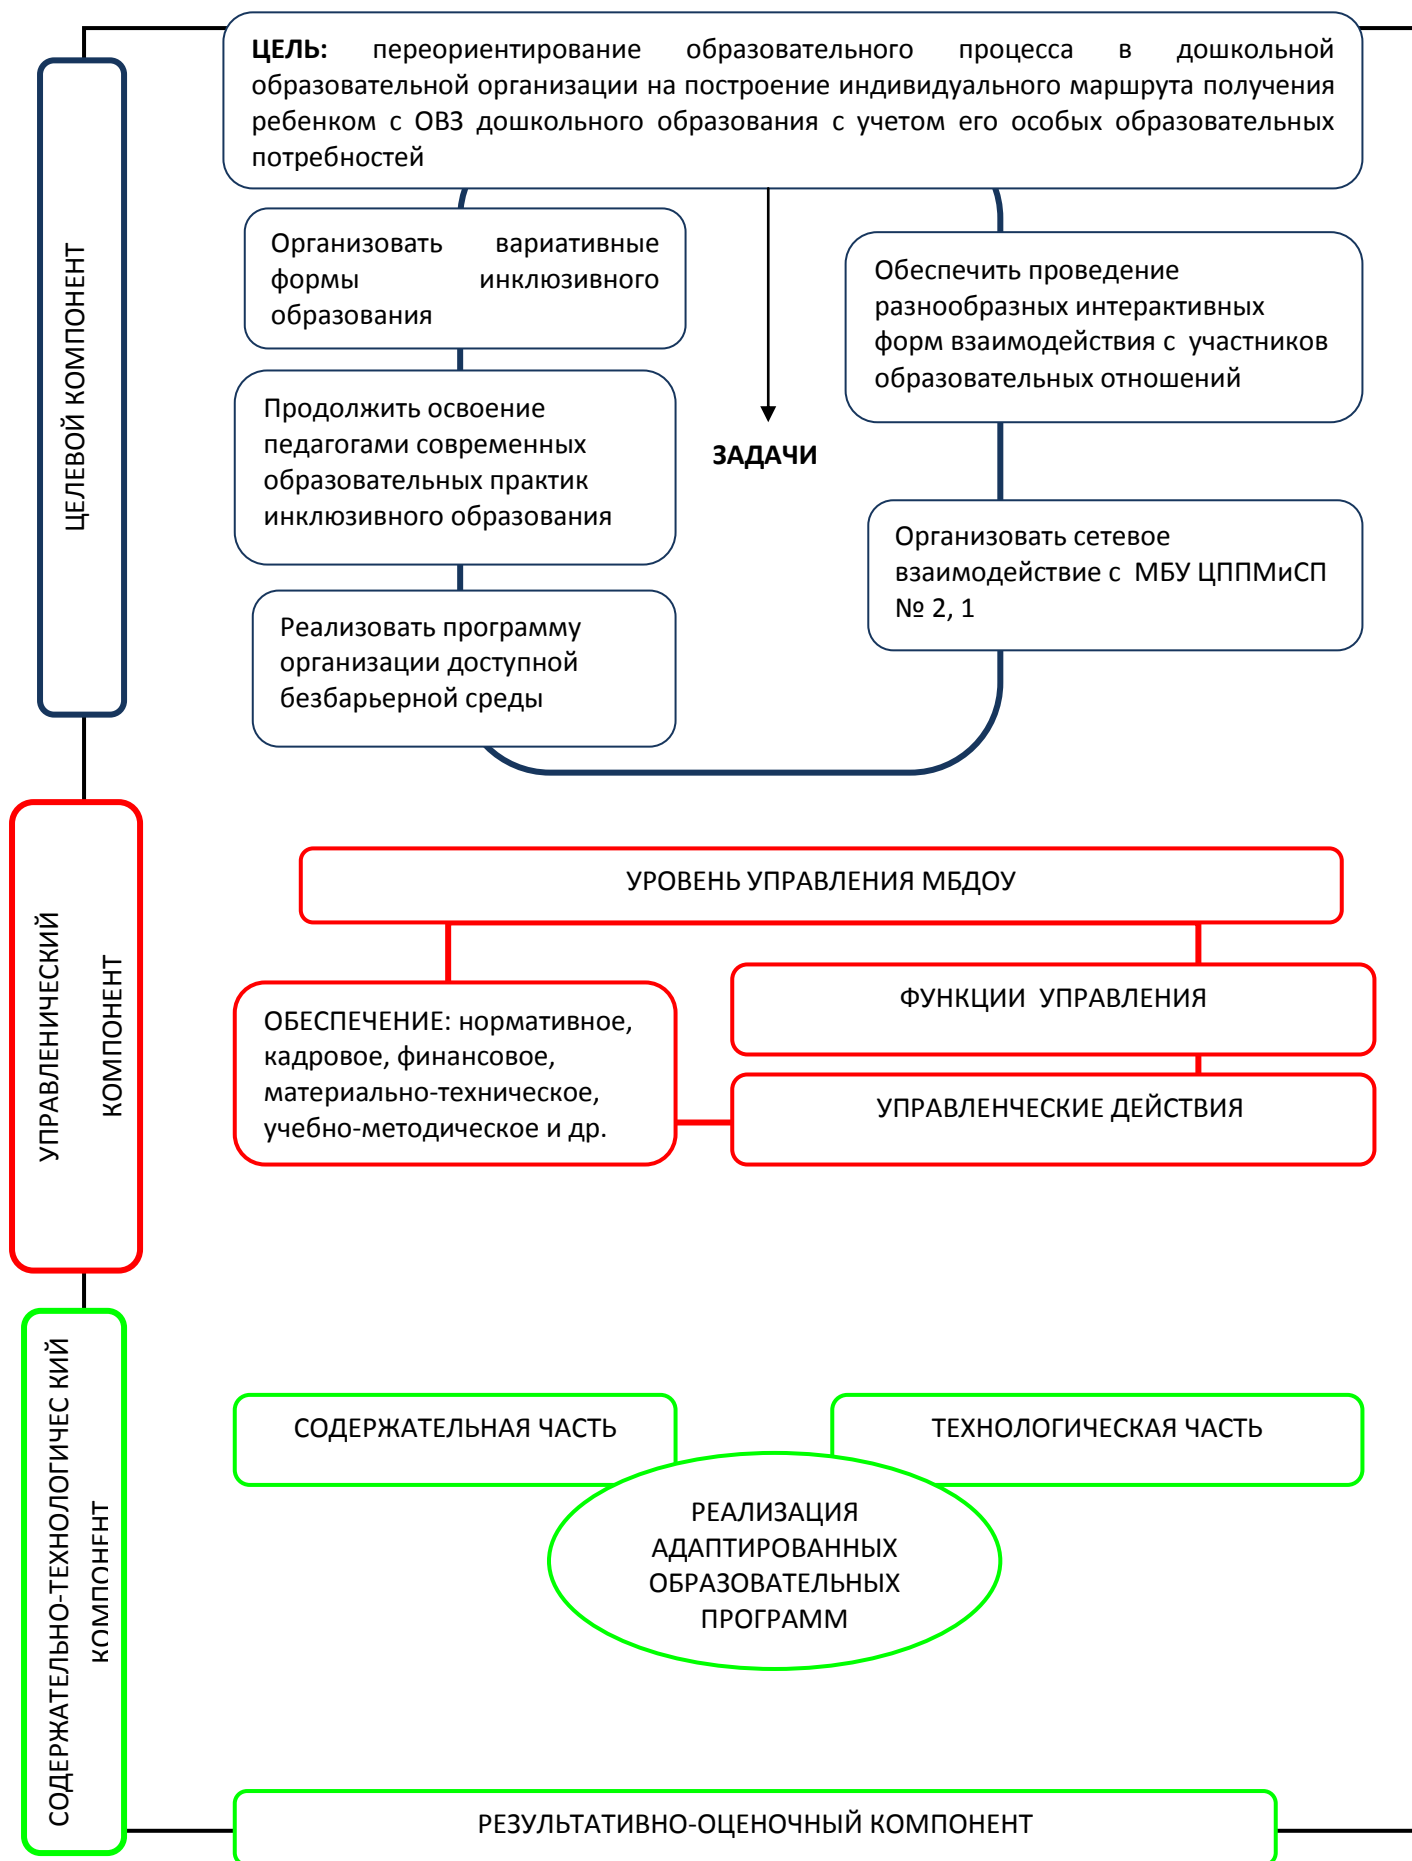 ЦЕЛЬ: переориентирование образовательного процесса в дошкольной
образовательной организации на построение индивидуального маршрута получения
ребенком с ОВЗ дошкольного образования с учетом его особых образовательных
потребностей
ЦЕЛЕВОЙ КОМПОНЕНТ
Организовать вариативные
формы инклюзивного
образования
Продолжить освоение
педагогами современных
образовательных практик
инклюзивного образования
Реализовать программу
организации доступной
безбарьерной среды
ЗАДАЧИ
Обеспечить проведение
разнообразных интерактивных
форм взаимодействия с участников
образовательных отношений
Организовать сетевое
взаимодействие с МБУ ЦППМиСП
№ 2, 1
УПРАВЛЕНИЧЕСКИЙ
КОМПОНЕНТ
УРОВЕНЬ УПРАВЛЕНИЯ МБДОУ
ОБЕСПЕЧЕНИЕ: нормативное,
кадровое, финансовое,
материально-техническое,
учебно-методическое и др.
ФУНКЦИИ УПРАВЛЕНИЯ
УПРАВЛЕНЧЕСКИЕ ДЕЙСТВИЯ
СОДЕРЖАТЕЛЬНО-ТЕХНОЛОГИЧЕС КИЙ
КОМПОНЕНТ
СОДЕРЖАТЕЛЬНАЯ ЧАСТЬ
ТЕХНОЛОГИЧЕСКАЯ ЧАСТЬ
РЕАЛИЗАЦИЯ
АДАПТИРОВАННЫХ
ОБРАЗОВАТЕЛЬНЫХ
ПРОГРАММ
РЕЗУЛЬТАТИВНО-ОЦЕНОЧНЫЙ КОМПОНЕНТ